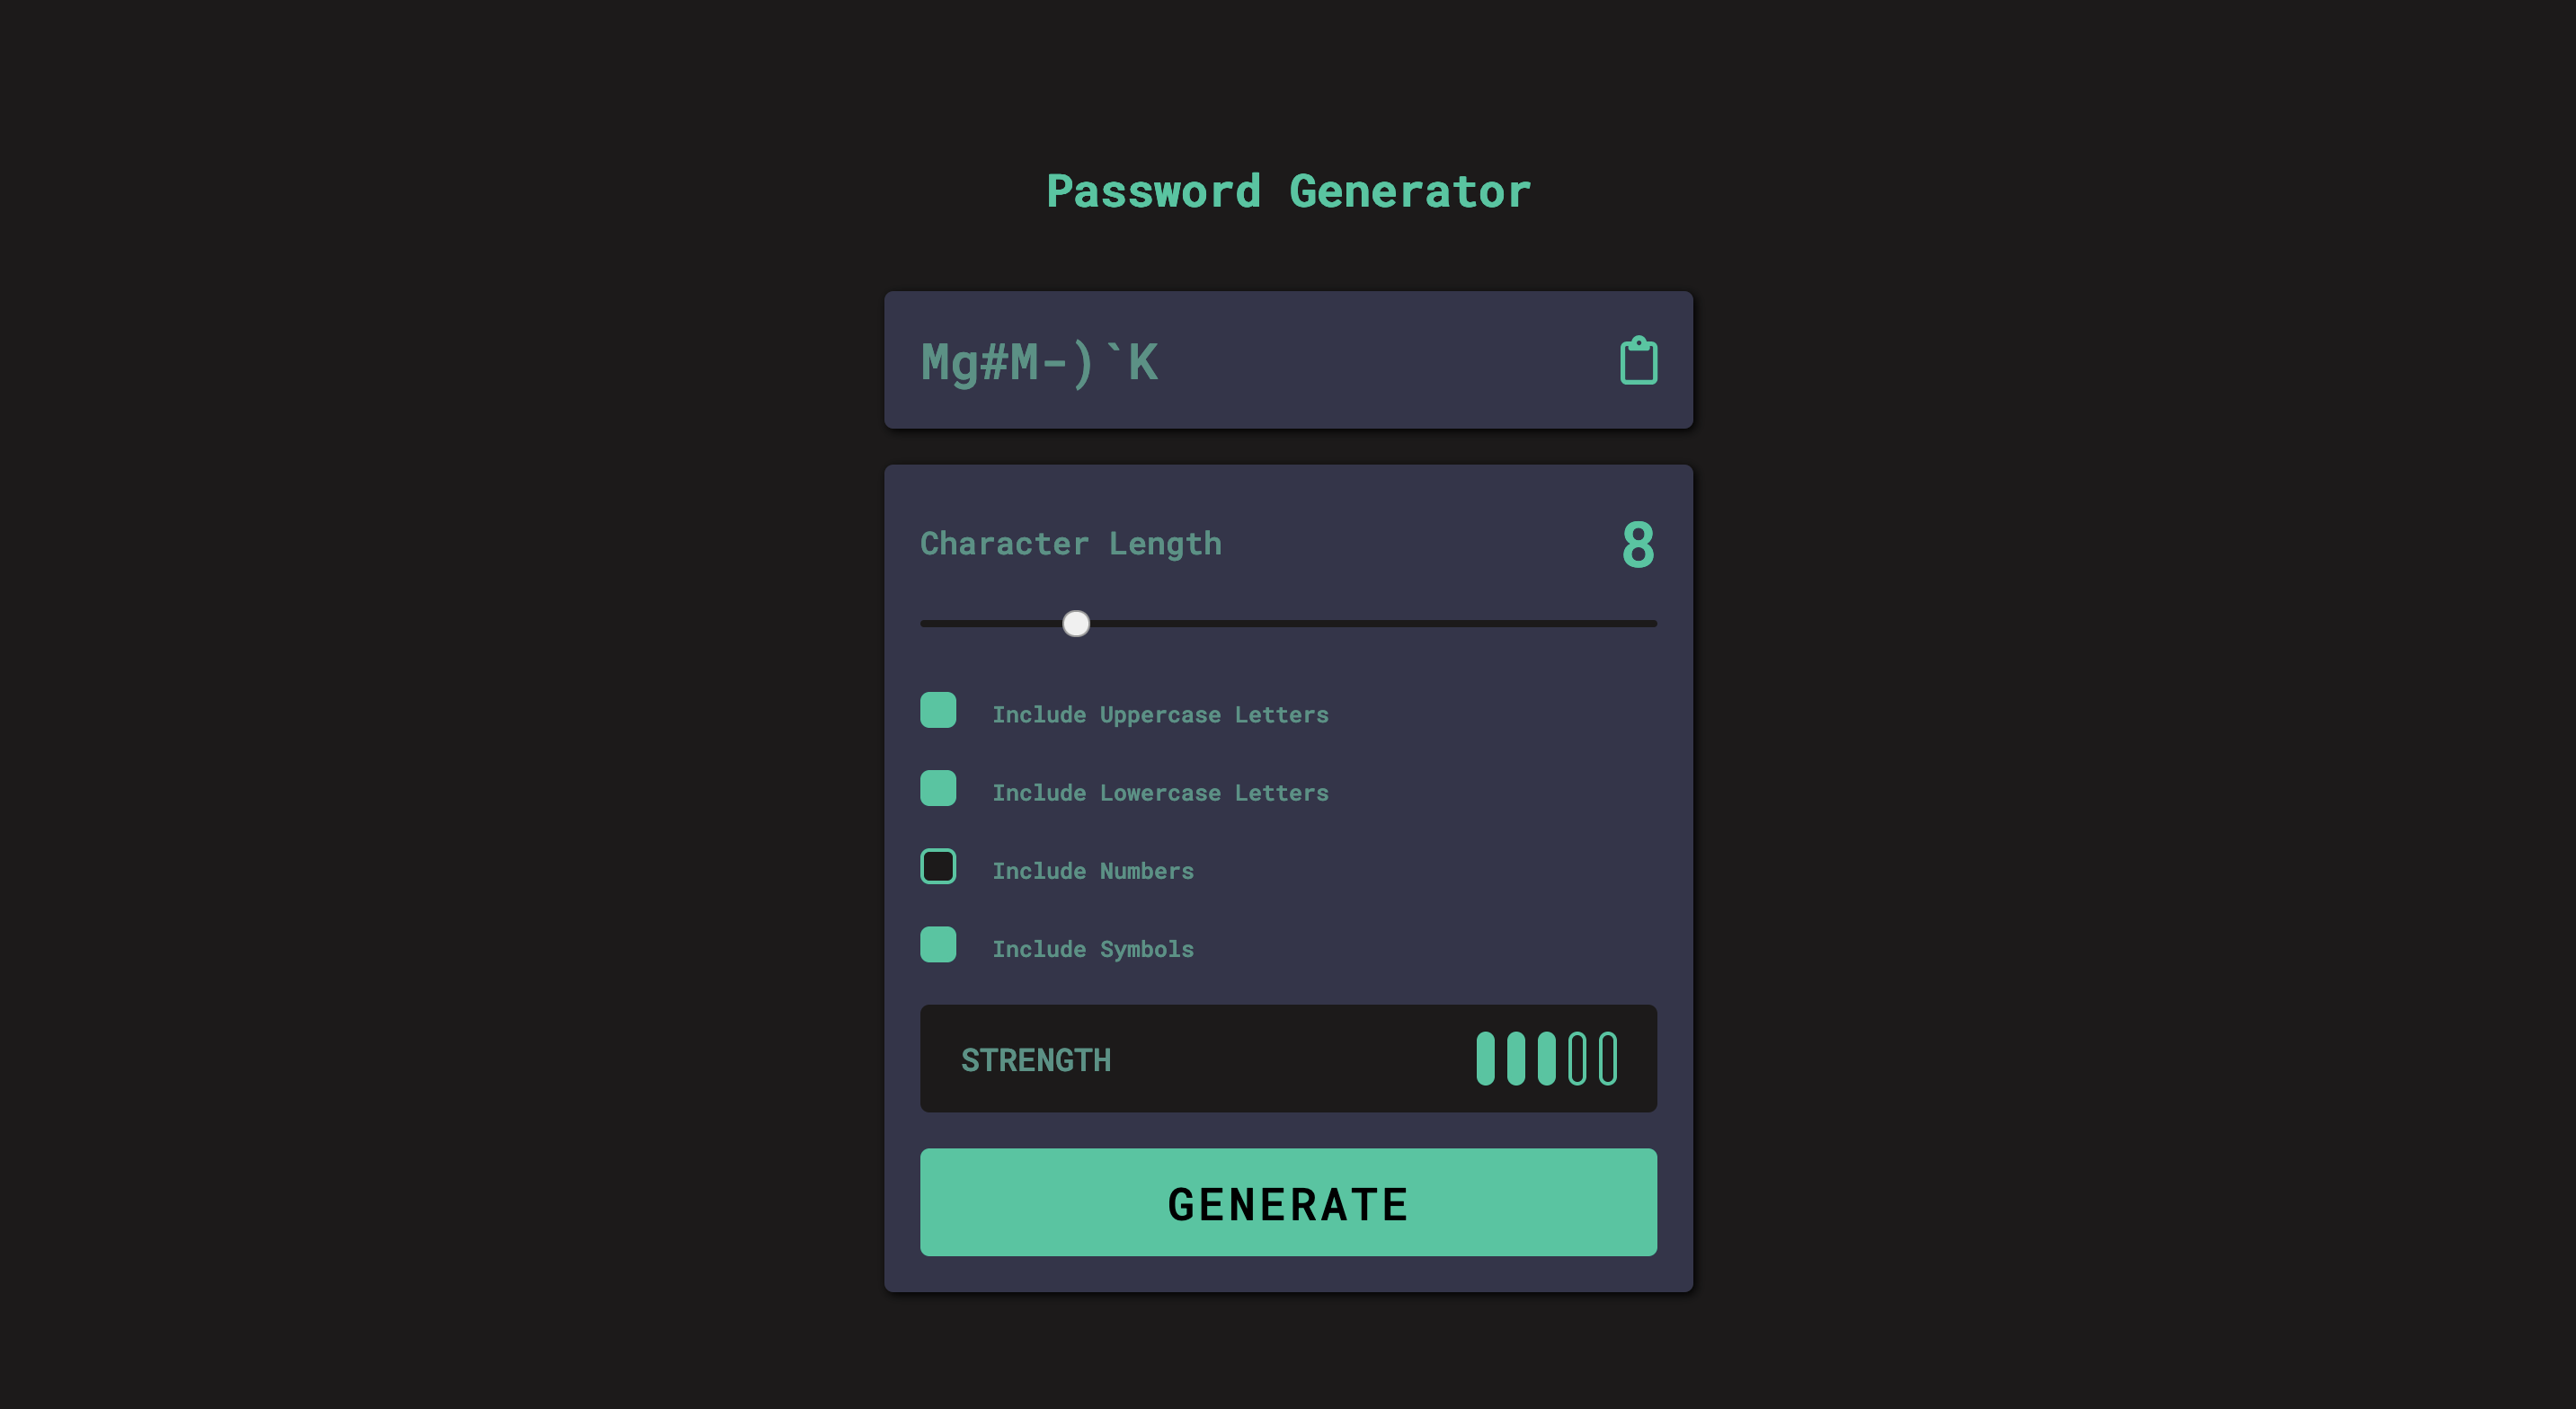 Password Generator
Mg#M-)`K
Character Length 8
Include Uppercase Letters
Include Lowercase Letters
Include Numbers
Include Symbols
STRENGTH
GENERATE